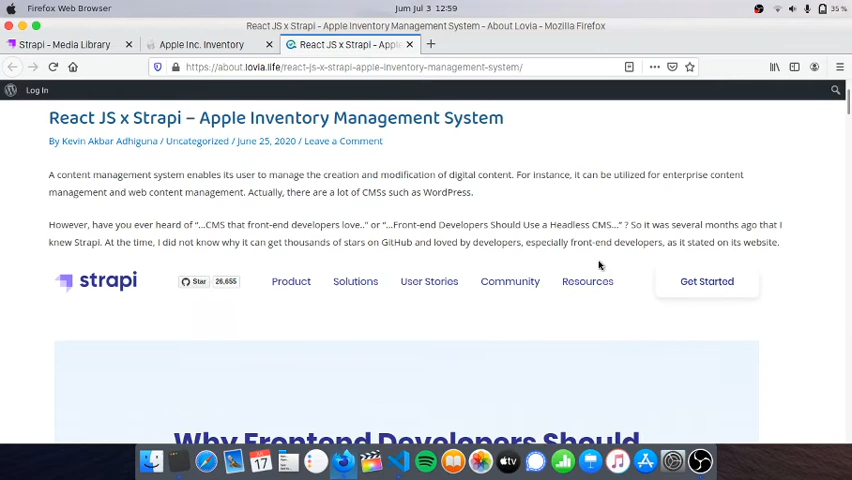 Firefox Web Browser
Jum Jul 3 12:59
35 %
React JS x Strapi - Apple Inventory Management System - About Lovia - Mozilla Firefox
Strapi - Media Library
Apple Inc. Inventory
React JS x Strapi - Apple
https://about.lovia.life/react-js-x-strapi-apple-inventory-management-system/
Log In
React JS x Strapi – Apple Inventory Management System
By Kevin Akbar Adhiguna / Uncategorized / June 25, 2020 / Leave a Comment
A content management system enables its user to manage the creation and modification of digital content. For instance, it can be utilized for enterprise content
management and web content management. Actually, there are a lot of CMSs such as WordPress.
However, have you ever heard of “...CMS that front-end developers love..” or “...Front-end Developers Should Use a Headless CMS...” ? So it was several months ago that I
knew Strapi. At the time, I did not know why it can get thousands of stars on GitHub and loved by developers, especially front-end developers, as it stated on its website.
strapi
Star 26,655
Product
Solutions
User Stories
Community
Resources
Get Started
Why Frontend Developers Should
17
tv